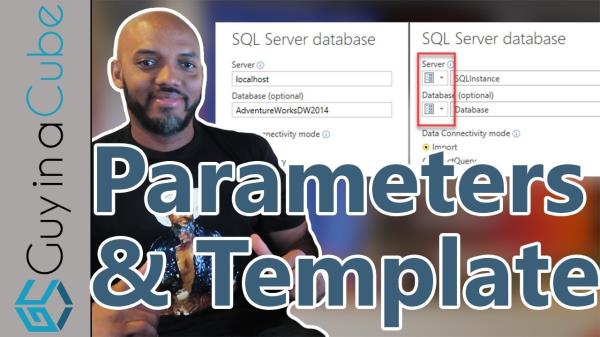 Guy in a Cube
SQL Server database
Server
localhost
Database (optional)
AdventureWorksDW2014
Connectivity mode
SQL Server database
Server
SQLInstance
Database (optional)
Database
Data Connectivity mode
Import
Query
Parameters
& Template